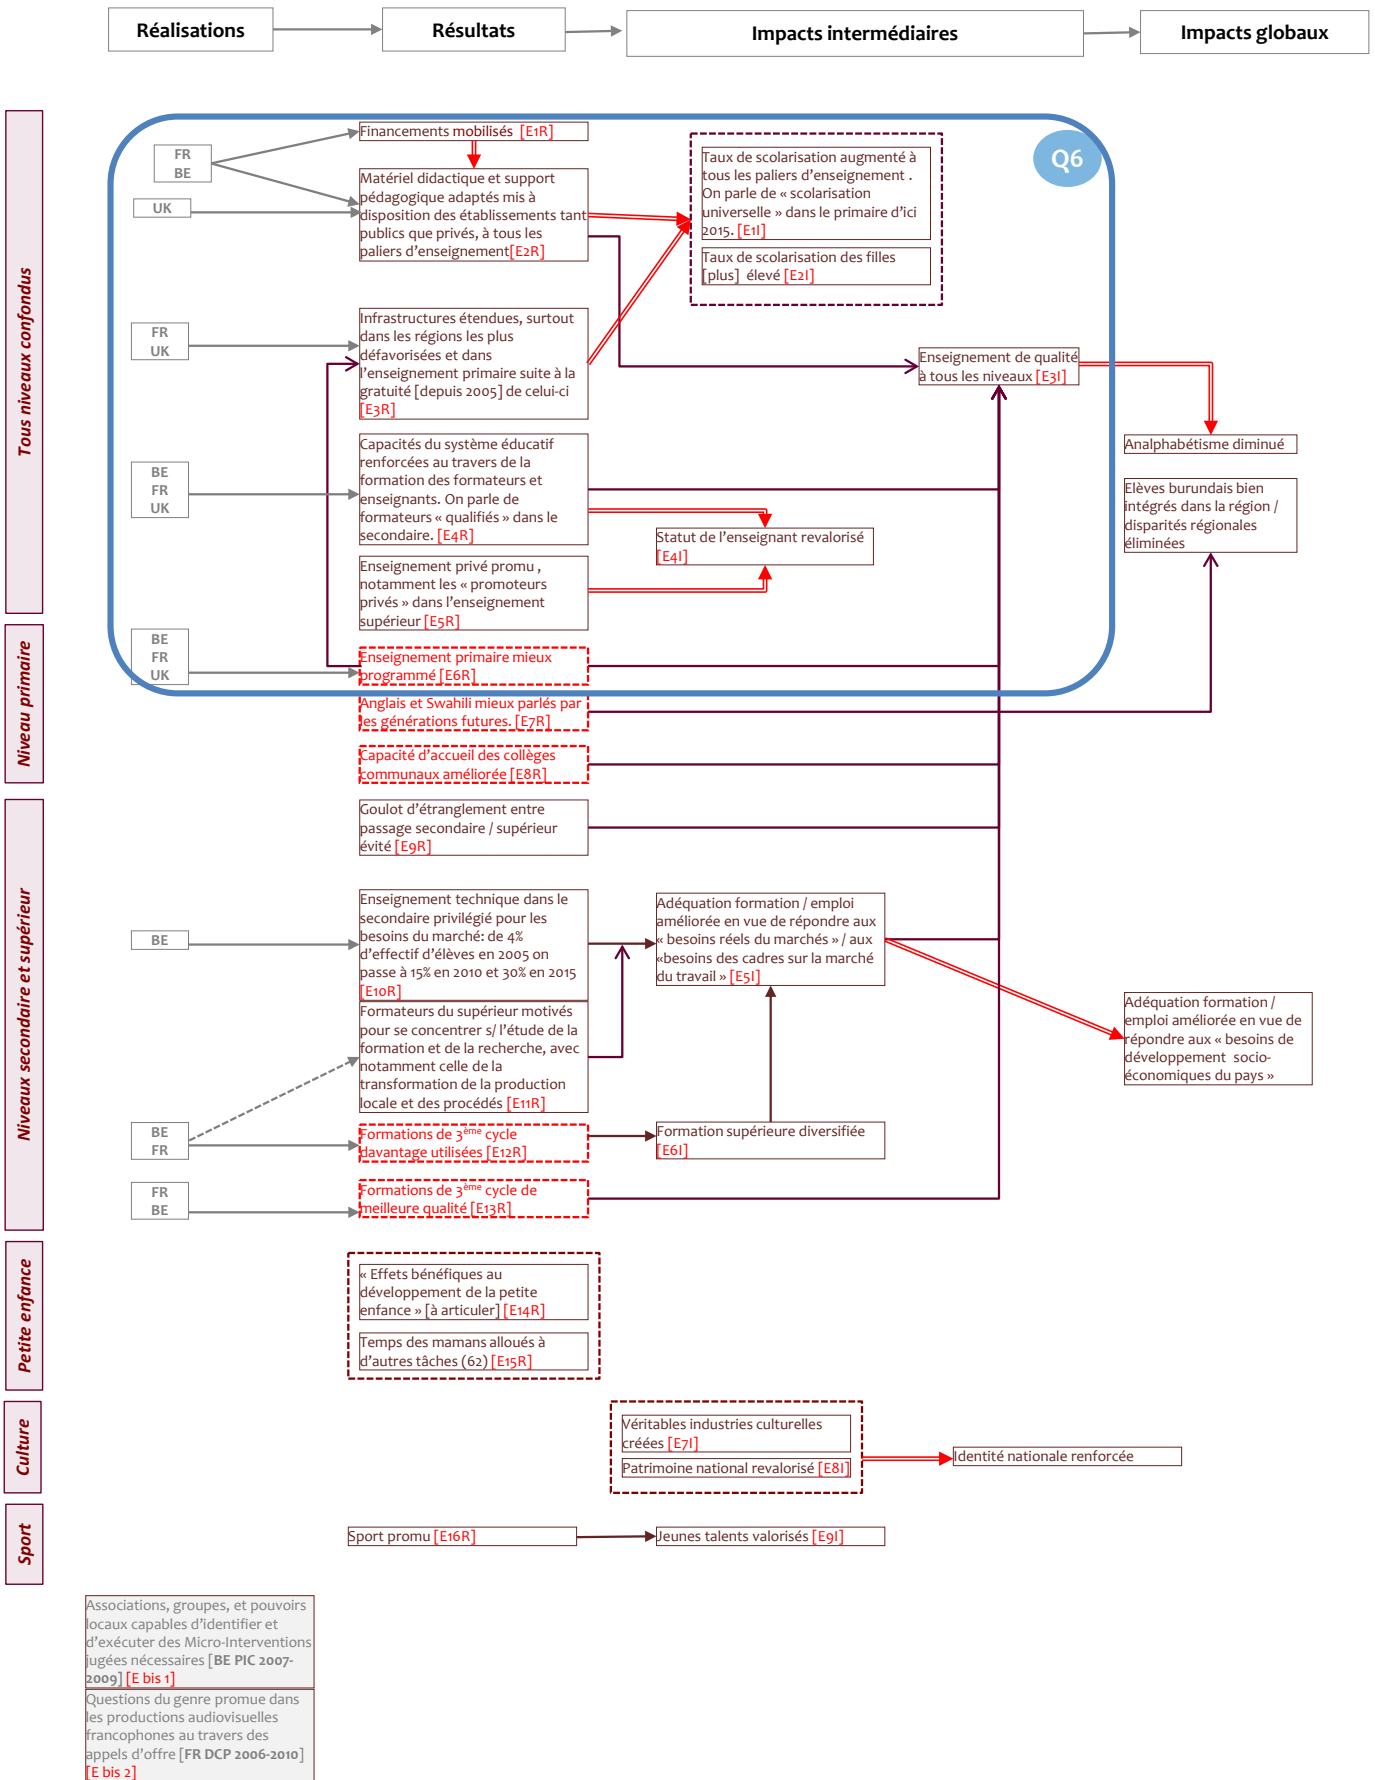 Réalisations
Résultats
Impacts intermédiaires
Impacts globaux
Tous niveaux confondus
Q6
FR
BE
UK
Financements mobilisés [E1R]
Matériel didactique et support
pédagogique adaptés mis à
disposition des établissements tant
publics que privés, à tous les
paliers d'enseignement[E2R]
Taux de scolarisation augmenté à
tous les paliers d'enseignement .
On parle de « scolarisation
universelle » dans le primaire d'ici
2015. [E1I]
Taux de scolarisation des filles
[plus] élevé [E2I]
FR
UK
Infrastructures étendues, surtout
dans les régions les plus
défavorisées et dans
l'enseignement primaire suite à la
gratuité [depuis 2005] de celui-ci
[E3R]
Enseignement de qualité
à tous les niveaux [E3I]
Analphabétisme diminué
BE
FR
UK
Capacités du système éducatif
renforcées au travers de la
formation des formateurs et
enseignants. On parle de
formateurs « qualifiés » dans le
secondaire. [E4R]
Statut de l'enseignant revalorisé
[E4I]
Elèves burundais bien
intégrés dans la région /
disparités régionales
éliminées
Enseignement privé promu ,
notamment les « promoteurs
privés » dans l'enseignement
supérieur [E5R]
Niveau primaire
BE
FR
UK
Enseignement primaire mieux
programmé [E6R]
Anglais et Swahili mieux parlés par
les générations futures. [E7R]
Capacité d'accueil des collèges
communaux améliorée [E8R]
Niveaux secondaire et supérieur
Goulot d'étranglement entre
passage secondaire / supérieur
évité [E9R]
BE
Enseignement technique dans le
secondaire privilégié pour les
besoins du marché: de 4%
d'effectif d'élèves en 2005 on
passe à 15% en 2010 et 30% en 2015
[E10R]
Adéquation formation / emploi
améliorée en vue de répondre aux
« besoins réels du marchés » / aux
«besoins des cadres sur la marché
du travail » [E5I]
Formateurs du supérieur motivés
pour se concentrer s/ l'étude de la
formation et de la recherche, avec
notamment celle de la
transformation de la production
locale et des procédés [E11R]
Adéquation formation /
emploi améliorée en vue de
répondre aux « besoins de
développement socio-
économiques du pays »
BE
FR
Formations de 3ème cycle
davantage utilisées [E12R]
Formation supérieure diversifiée
[E6I]
FR
BE
Formations de 3ème cycle de
meilleure qualité [E13R]
Petite enfance
« Effets bénéfiques au
développement de la petite
enfance » [à articuler] [E14R]
Temps des mamans alloués à
d'autres tâches (62) [E15R]
Culture
Véritables industries culturelles
créées [E7I]
Patrimoine national revalorisé [E8I]
Identité nationale renforcée
Sport
Sport promu [E16R]
Jeunes talents valorisés [E9I]
Associations, groupes, et pouvoirs
locaux capables d'identifier et
d'exécuter des Micro-Interventions
jugées nécessaires [BE PIC 2007-
2009] [E bis 1]
Questions du genre promue dans
les productions audiovisuelles
francophones au travers des
appels d'offre [FR DCP 2006-2010]
[E bis 2]